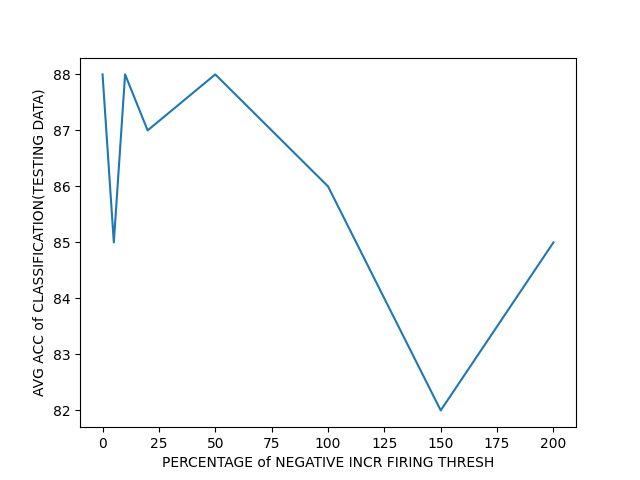 88
87
86
85
84
83
82
AVG ACC of CLASSIFICATION(TESTING DATA)
0 25 50 75 100 125 150 175 200
PERCENTAGE of NEGATIVE INCR FIRING THRESH